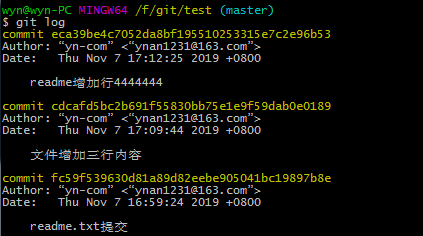 wyn@wyn-PC MINGW64 /f/git/test (master)
$ git log
commit eca39be4c7052da8bf195510253315e7c2e96b53
Author: “yn-com” <“ynan1231@163.com”>
Date:   Thu Nov 7 17:12:25 2019 +0800
readme增加行4444444
commit cdcafd5bc2b691f55830bb75e1e9f59dab0e0189
Author: “yn-com” <“ynan1231@163.com”>
Date:   Thu Nov 7 17:09:44 2019 +0800
文件增加三行内容
commit fc59f539630d81a89d82eebe905041bc19897b8e
Author: “yn-com” <“ynan1231@163.com”>
Date:   Thu Nov 7 16:59:24 2019 +0800
readme.txt提交